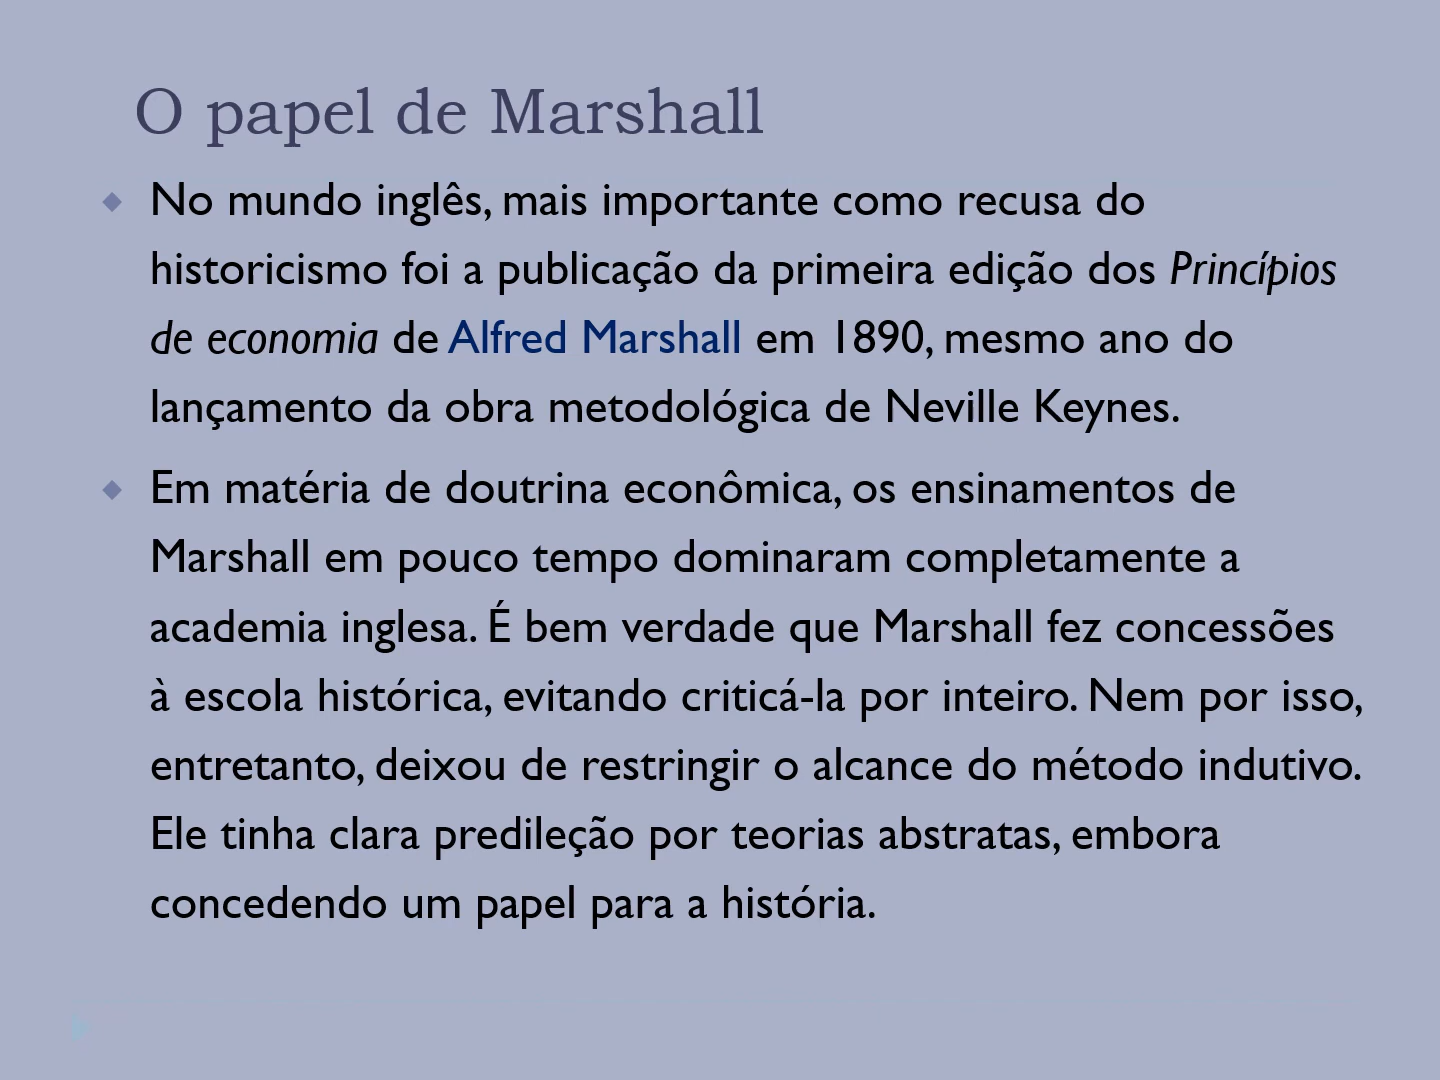 O papel de Marshall
No mundo inglês, mais importante como recusa do
historicismo foi a publicação da primeira edição dos Princípios
de economia de Alfred Marshall em 1890, mesmo ano do
lançamento da obra metodológica de Neville Keynes.
Em matéria de doutrina econômica, os ensinamentos de
Marshall em pouco tempo dominaram completamente a
academia inglesa. É bem verdade que Marshall fez concessões
à escola histórica, evitando criticá-la por inteiro. Nem por isso,
entretanto, deixou de restringir o alcance do método indutivo.
Ele tinha clara predileção por teorias abstratas, embora
concedendo um papel para a história.